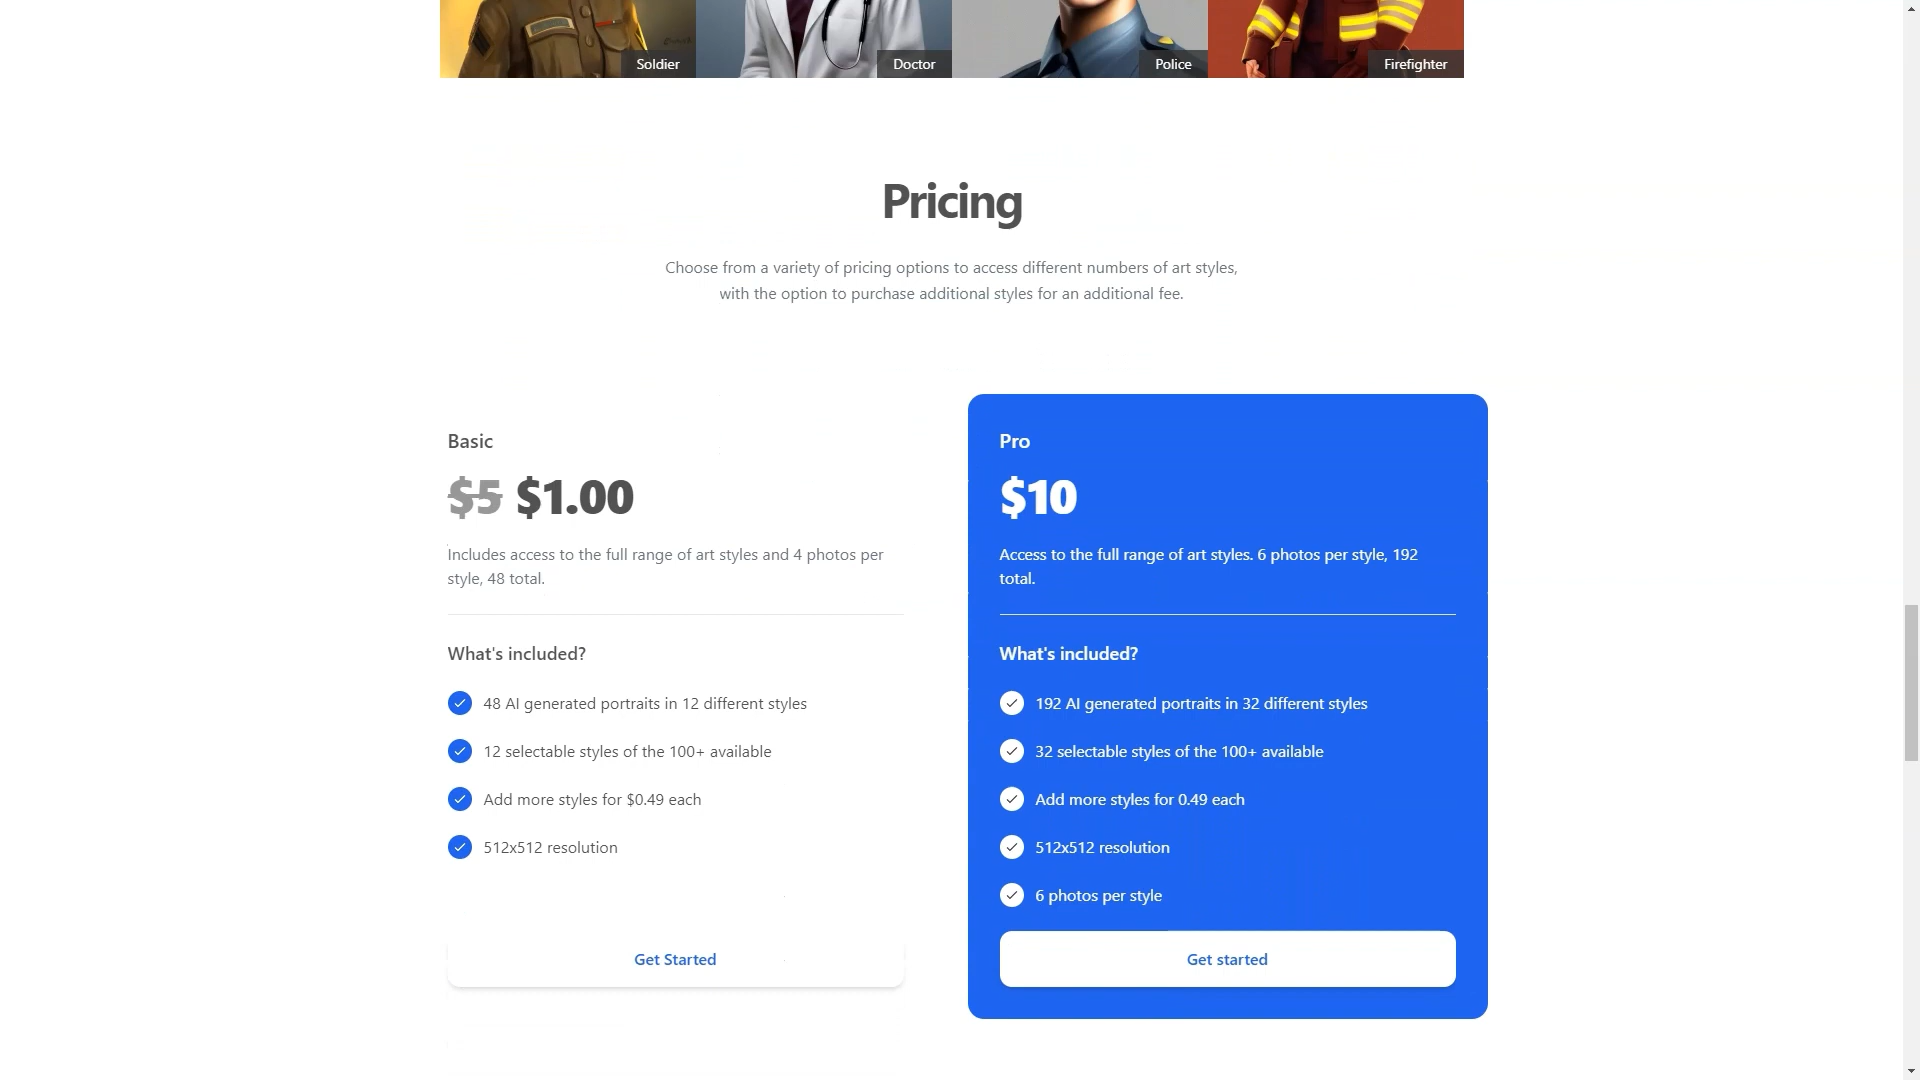 Soldier
Doctor
Police
Firefighter
Pricing
Choose from a variety of pricing options to access different numbers of art styles,
with the option to purchase additional styles for an additional fee.
Basic
$5 $1.00
Includes access to the full range of art styles and 4 photos per
style, 48 total.
What's included?
48 AI generated portraits in 12 different styles
12 selectable styles of the 100+ available
Add more styles for $0.49 each
512x512 resolution
Get Started
Pro
$10
Access to the full range of art styles. 6 photos per style, 192
total.
What's included?
192 AI generated portraits in 32 different styles
32 selectable styles of the 100+ available
Add more styles for 0.49 each
512x512 resolution
6 photos per style
Get started